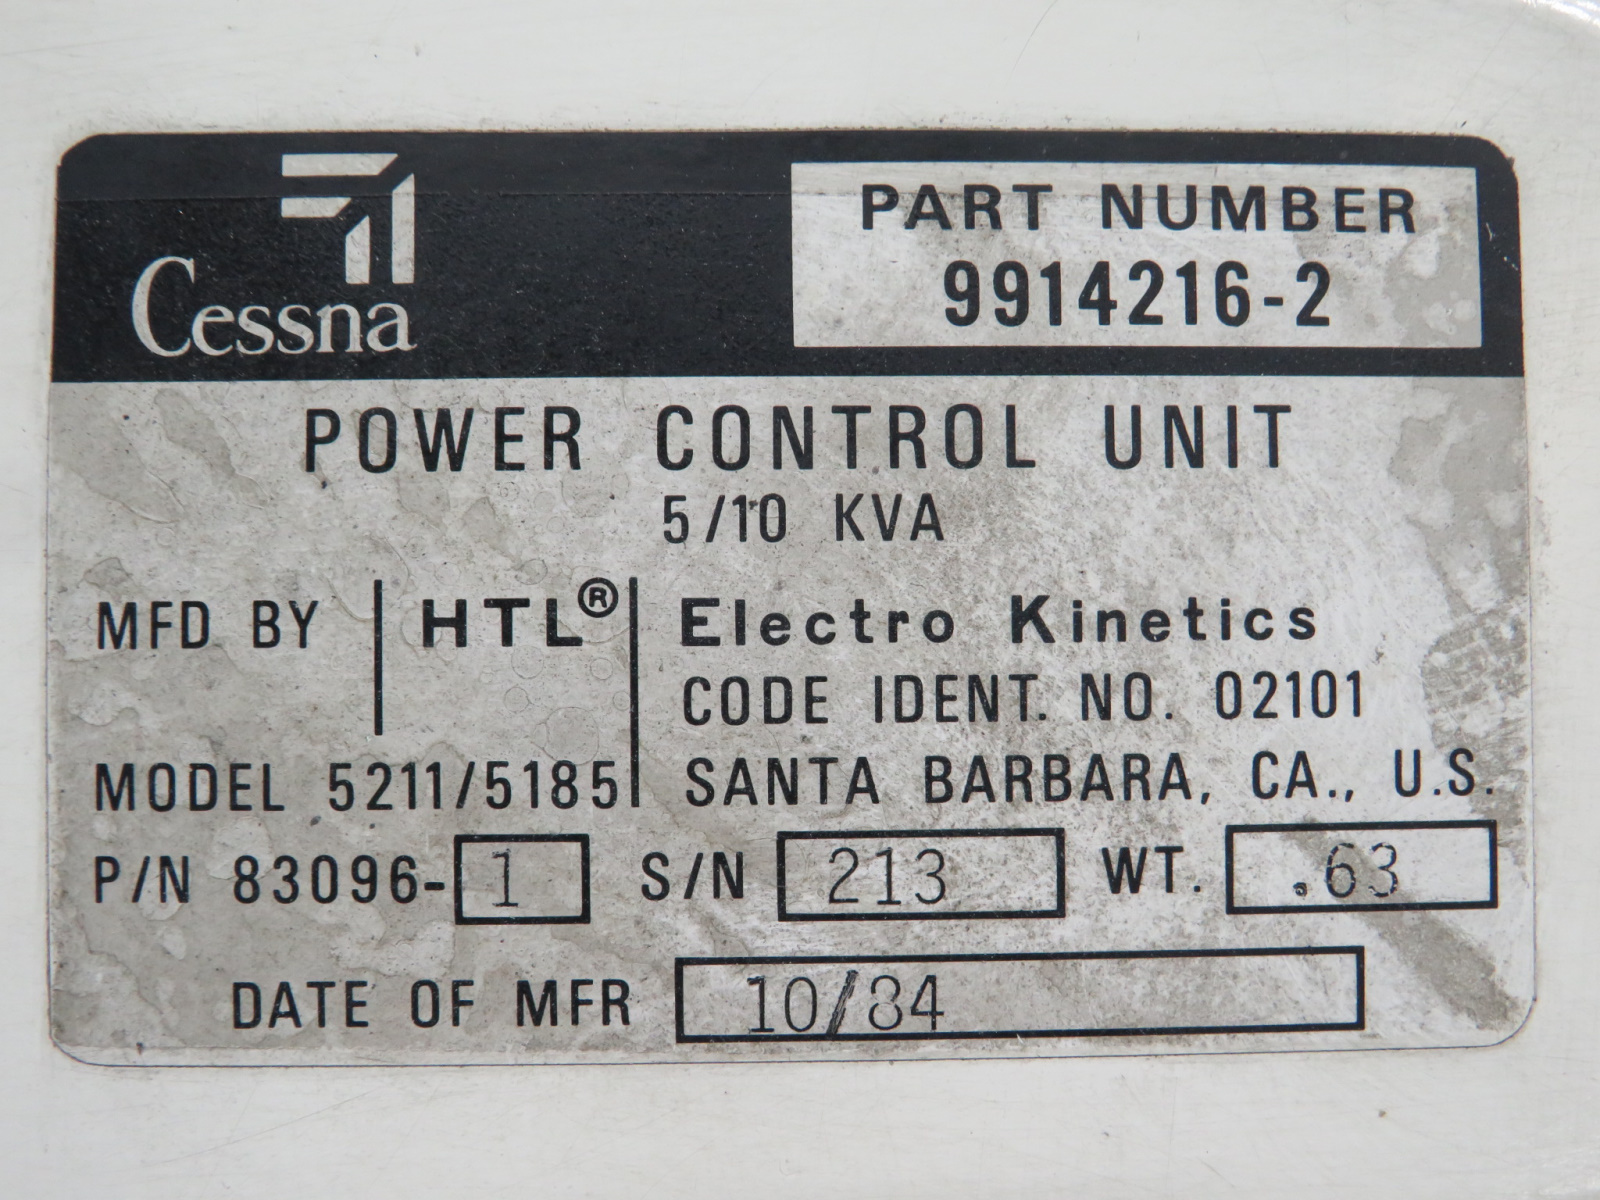 Cessna
PART NUMBER
9914216-2
POWER CONTROL UNIT
5/10 KVA
MFD BY HTL® Electro Kinetics
CODE IDENT. NO. 02101
MODEL 5211/5185 SANTA BARBARA, CA., U.S.
P/N 83096-1 S/N 213 WT. .63
DATE OF MFR 10/84